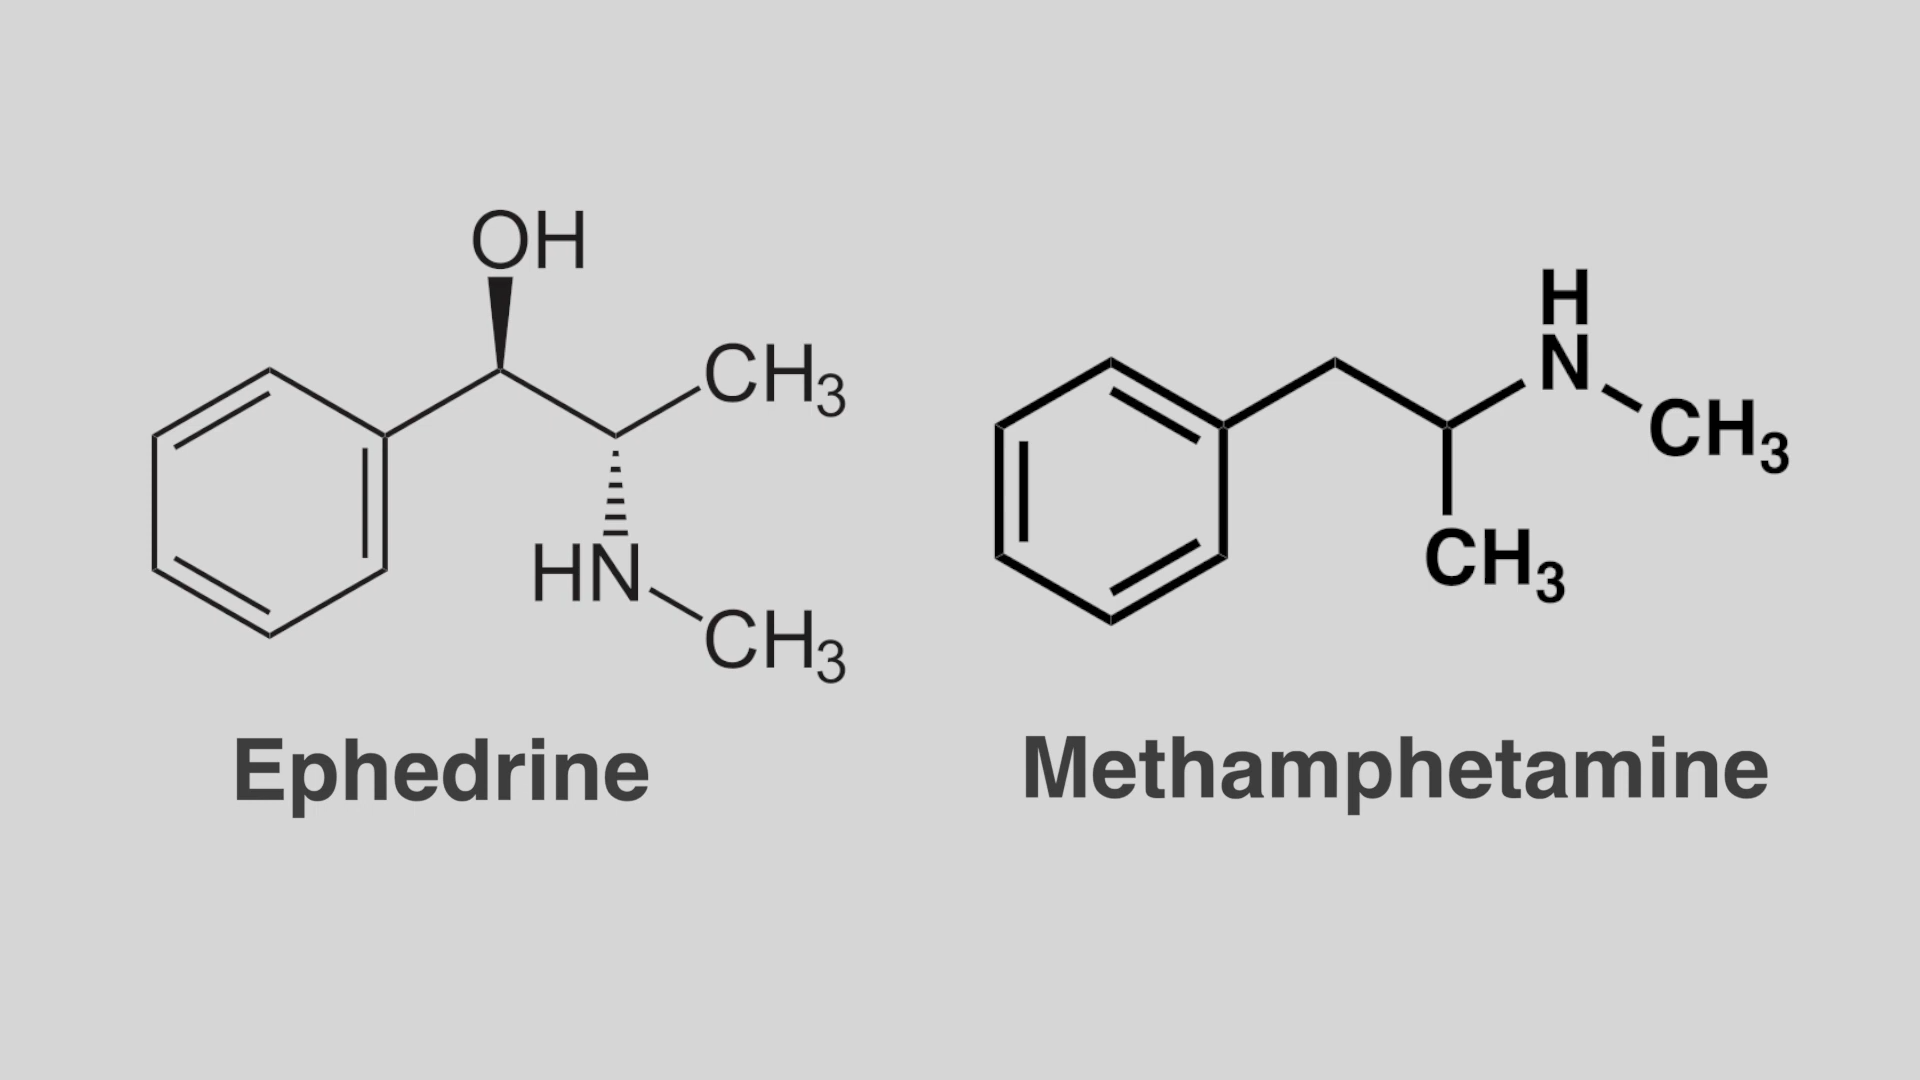 OH
CH3
HN
CH3
Ephedrine
H
N
CH3
CH3
Methamphetamine